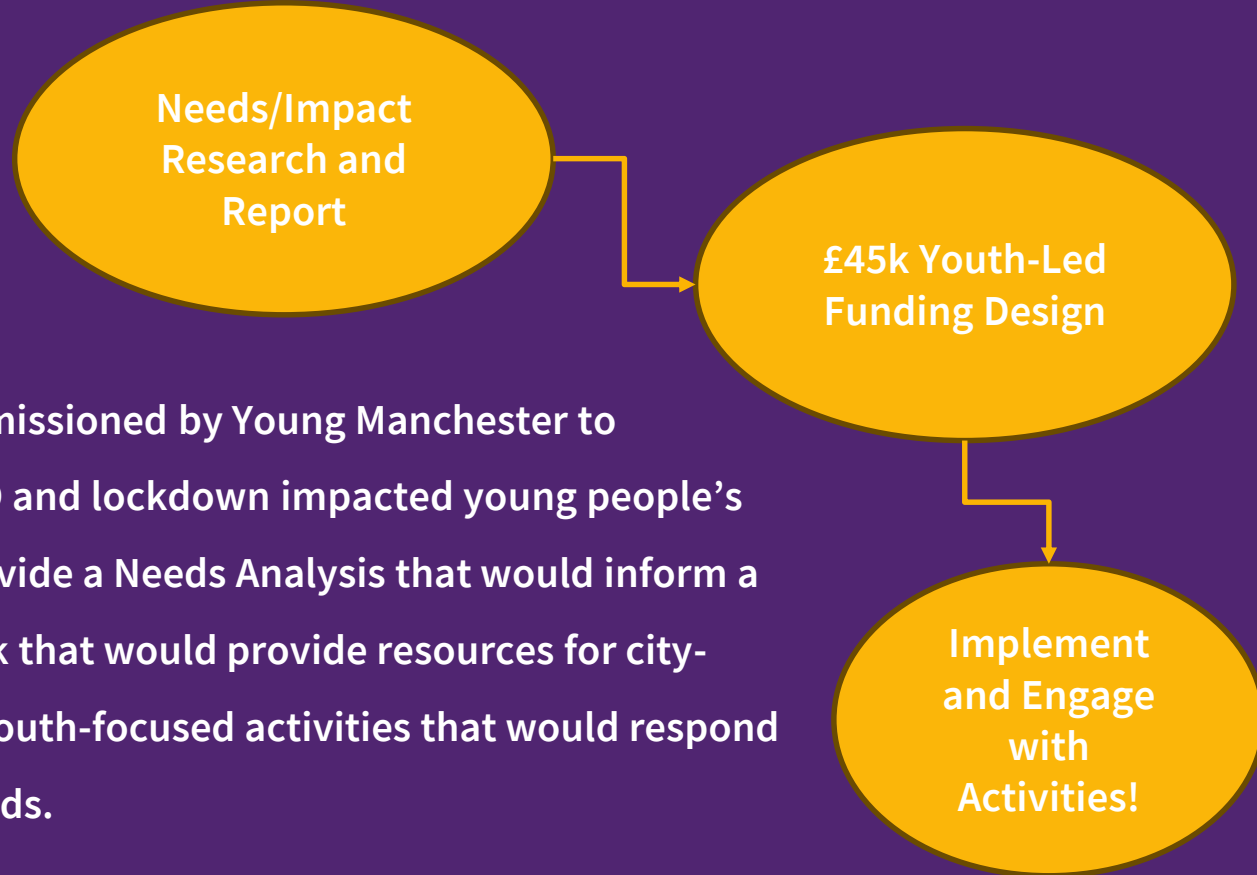 Needs/Impact
Research and
Report
£45k Youth-Led
Funding Design
missioned by Young Manchester to
and lockdown impacted young people’s
vide a Needs Analysis that would inform a
that would provide resources for city-
outh-focused activities that would respond
ds.
Implement
and Engage
with
Activities!